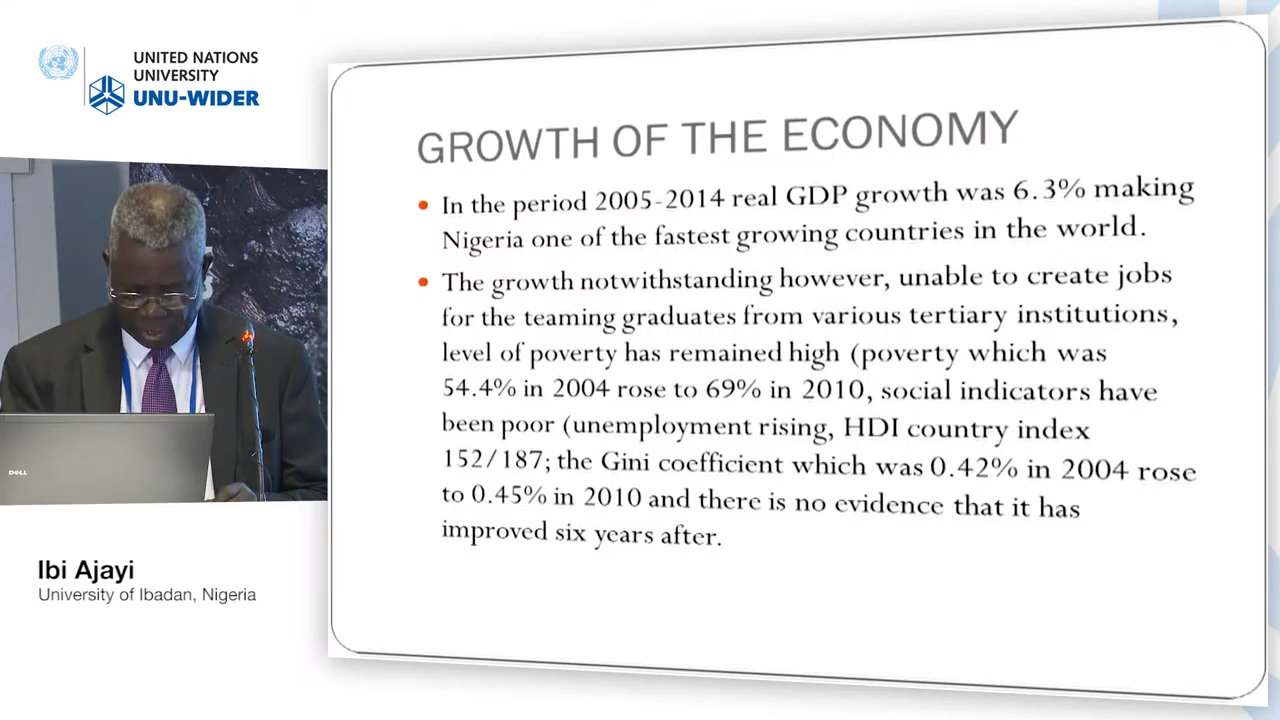 UNITED NATIONS
UNIVERSITY
UNU-WIDER
GROWTH OF THE ECONOMY
• In the period 2005-2014 real GDP growth was 6.3% making
Nigeria one of the fastest growing countries in the world.
• The growth notwithstanding however, unable to create jobs
for the teaming graduates from various tertiary institutions,
level of poverty has remained high (poverty which was
54.4% in 2004 rose to 69% in 2010, social indicators have
been poor (unemployment rising, HDI country index
152/187; the Gini coefficient which was 0.42% in 2004 rose
to 0.45% in 2010 and there is no evidence that it has
improved six years after.
DELL
Ibi Ajayi
University of Ibadan, Nigeria